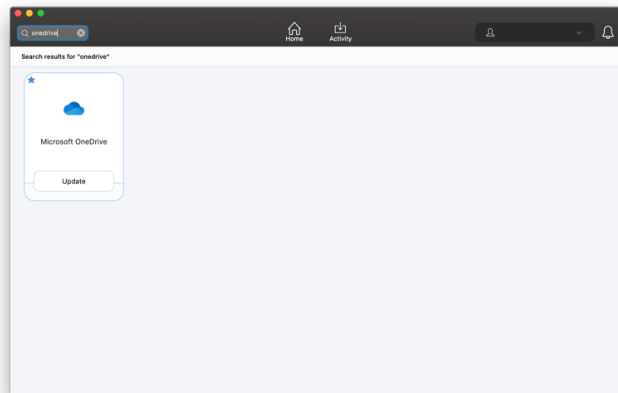 onedrive
Home
Activity
Search results for "onedrive"
Microsoft OneDrive
Update